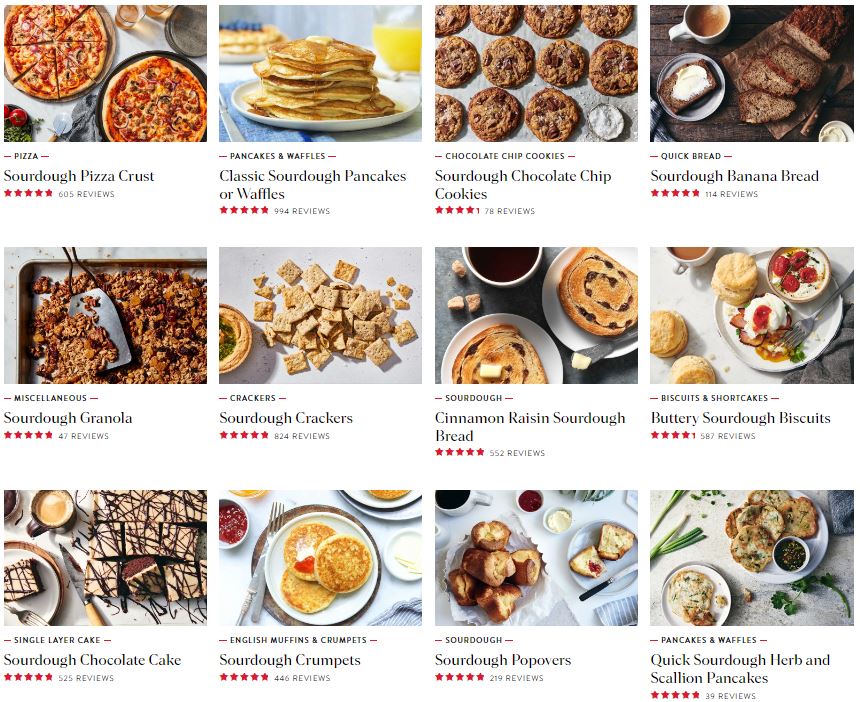 — PIZZA —
Sourdough Pizza Crust
605 REVIEWS
— PANCAKES & WAFFLES —
Classic Sourdough Pancakes
or Waffles
994 REVIEWS
— CHOCOLATE CHIP COOKIES —
Sourdough Chocolate Chip
Cookies
78 REVIEWS
— QUICK BREAD —
Sourdough Banana Bread
114 REVIEWS
— MISCELLANEOUS —
Sourdough Granola
47 REVIEWS
— CRACKERS —
Sourdough Crackers
824 REVIEWS
— SOURDOUGH —
Cinnamon Raisin Sourdough
Bread
552 REVIEWS
— BISCUITS & SHORTCAKES —
Buttery Sourdough Biscuits
587 REVIEWS
— SINGLE LAYER CAKE —
Sourdough Chocolate Cake
525 REVIEWS
— ENGLISH MUFFINS & CRUMPETS —
Sourdough Crumpets
446 REVIEWS
— SOURDOUGH —
Sourdough Popovers
219 REVIEWS
— PANCAKES & WAFFLES —
Quick Sourdough Herb and
Scallion Pancakes
39 REVIEWS